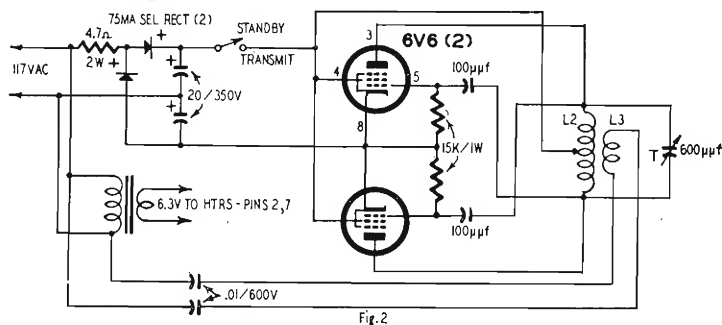 75MA SEL RECT (2)
4.7Ω
2W
117VAC
+
+
+
+
20/350V
STANDBY
TRANSMIT
6V6 (2)
3
4
5
8
100µµf
15K/1W
100µµf
L2
L3
T
600µµf
6.3V TO HTRS - PINS 2,7
.01/600V
Fig.2